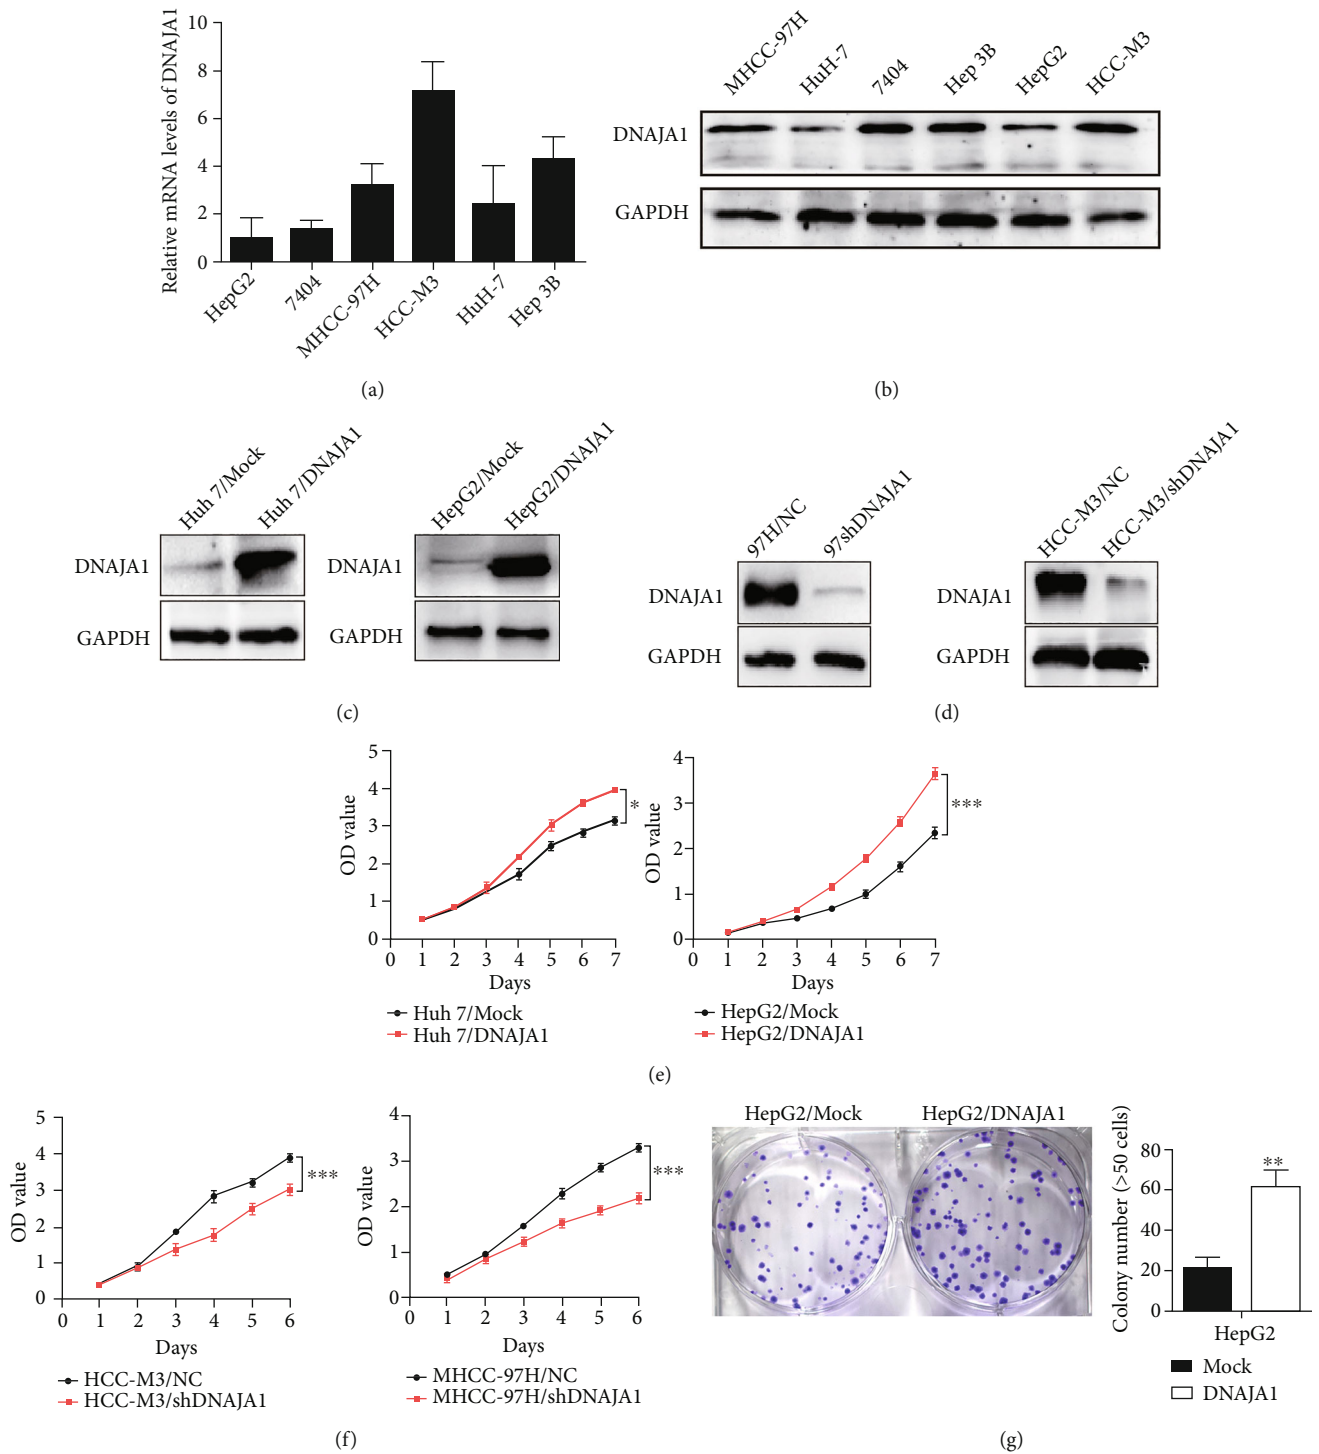 Relative mRNA levels of DNAJA1
10
8
6
4
2
0
HepG2
7404
MHCC-97H
HCC-M3
HuH-7
Hep 3B
(a)
MHCC-97H
HuH-7
7404
Hep 3B
HepG2
HCC-M3
DNAJA1
GAPDH
(b)
Huh 7/Mock
Huh 7/DNAJA1
DNAJA1
GAPDH
HepG2/Mock
HepG2/DNAJA1
DNAJA1
GAPDH
(c)
97H/NC
97shDNAJA1
DNAJA1
GAPDH
HCC-M3/NC
HCC-M3/shDNAJA1
DNAJA1
GAPDH
(d)
OD value
5
4
3
2
1
0
0 1 2 3 4 5 6 7
Days
*
Huh 7/Mock
Huh 7/DNAJA1
OD value
4
3
2
1
0
0 1 2 3 4 5 6 7
Days
***
HepG2/Mock
HepG2/DNAJA1
(e)
OD value
5
4
3
2
1
0
0 1 2 3 4 5 6
Days
***
HCC-M3/NC
HCC-M3/shDNAJA1
OD value
4
3
2
1
0
0 1 2 3 4 5 6
Days
***
MHCC-97H/NC
MHCC-97H/shDNAJA1
(f)
HepG2/Mock
HepG2/DNAJA1
Colony number (>50 cells)
80
60
40
20
0
**
HepG2
Mock
DNAJA1
(g)